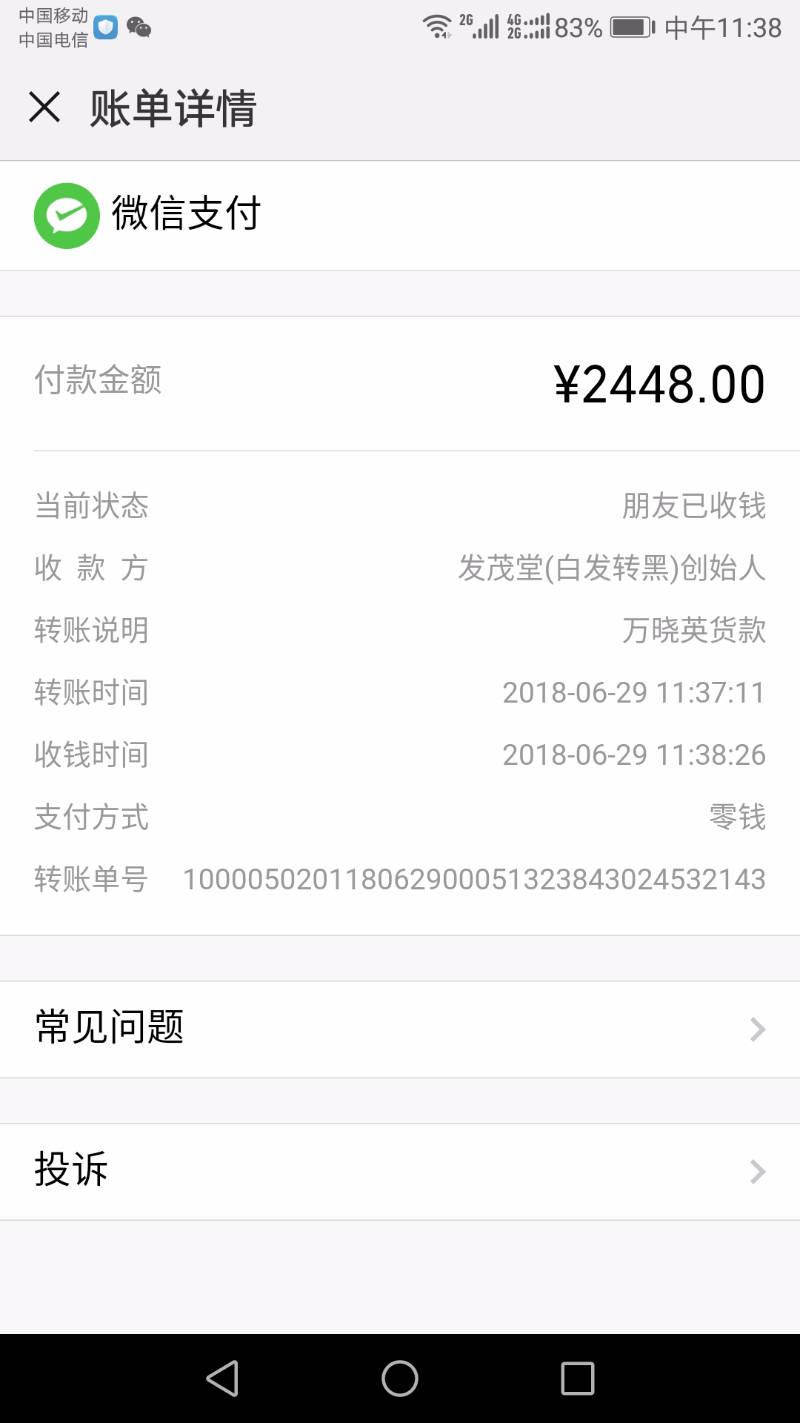 中国移动
中国电信
2G 4G 2G 83% 中午11:38
账单详情
微信支付
付款金额 ¥2448.00
当前状态 朋友已收钱
收款方 发茂堂(白发转黑)创始人
转账说明 万晓英货款
转账时间 2018-06-29 11:37:11
收钱时间 2018-06-29 11:38:26
支付方式 零钱
转账单号 1000050201180629000513238430245​32143
常见问题
投诉